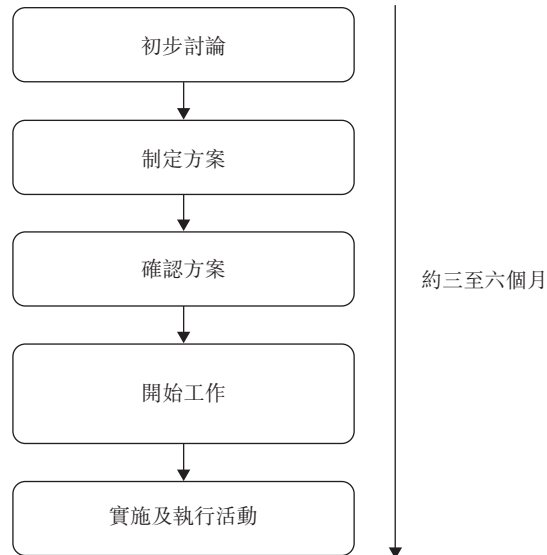 初步討論
制定方案
確認方案
約三至六個月
開始工作
實施及執行活動